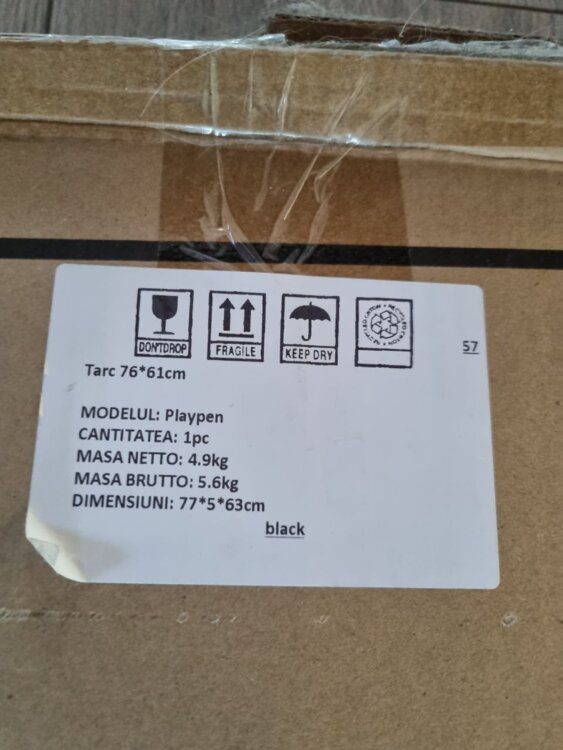 DON'TDROP
FRAGILE
KEEP DRY
57
Tarc 76*61cm
MODELUL: Playpen
CANTITATEA: 1pc
MASA NETTO: 4.9kg
MASA BRUTTO: 5.6kg
DIMENSIUNI: 77*5*63cm
black